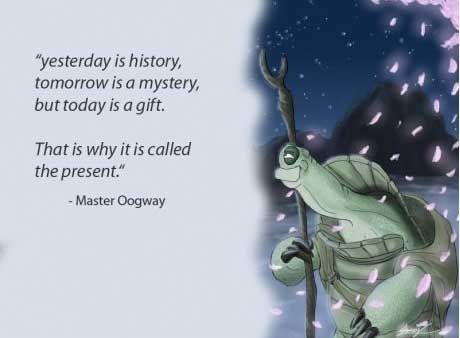 “yesterday is history,
tomorrow is a mystery,
but today is a gift.
That is why it is called
the present.“
- Master Oogway